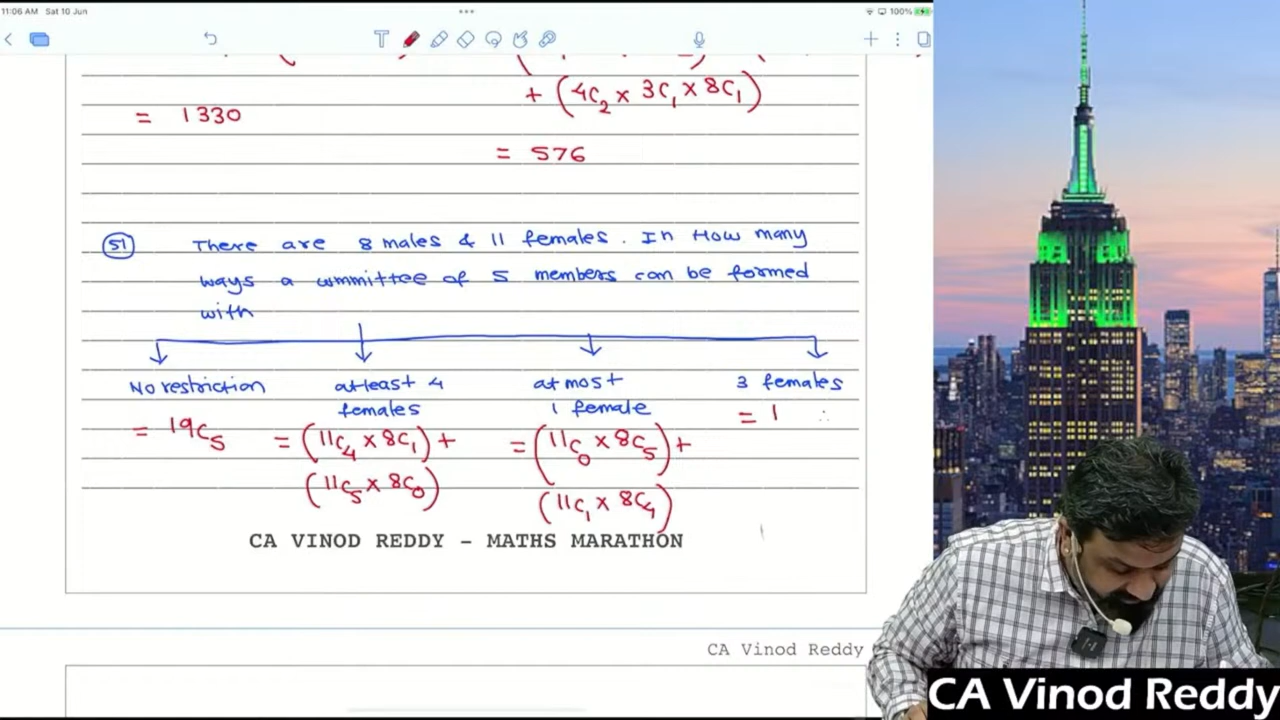 11:06 AM Sat 10 Jun
100%
T
+ (4C2 x 3C1 x 8C1)
= 1330
= 576
51 There are 8 males & 11 females. In How many
ways a committee of 5 members can be formed
with
No restriction
at least 4
females
at most
1 female
3 females
= 19C5
= (11C4 x 8C1) +
(11C5 x 8C0)
= (11C0 x 8C5) +
(11C1 x 8C4)
= 1
CA VINOD REDDY - MATHS MARATHON
CA Vinod Reddy
CA Vinod Reddy